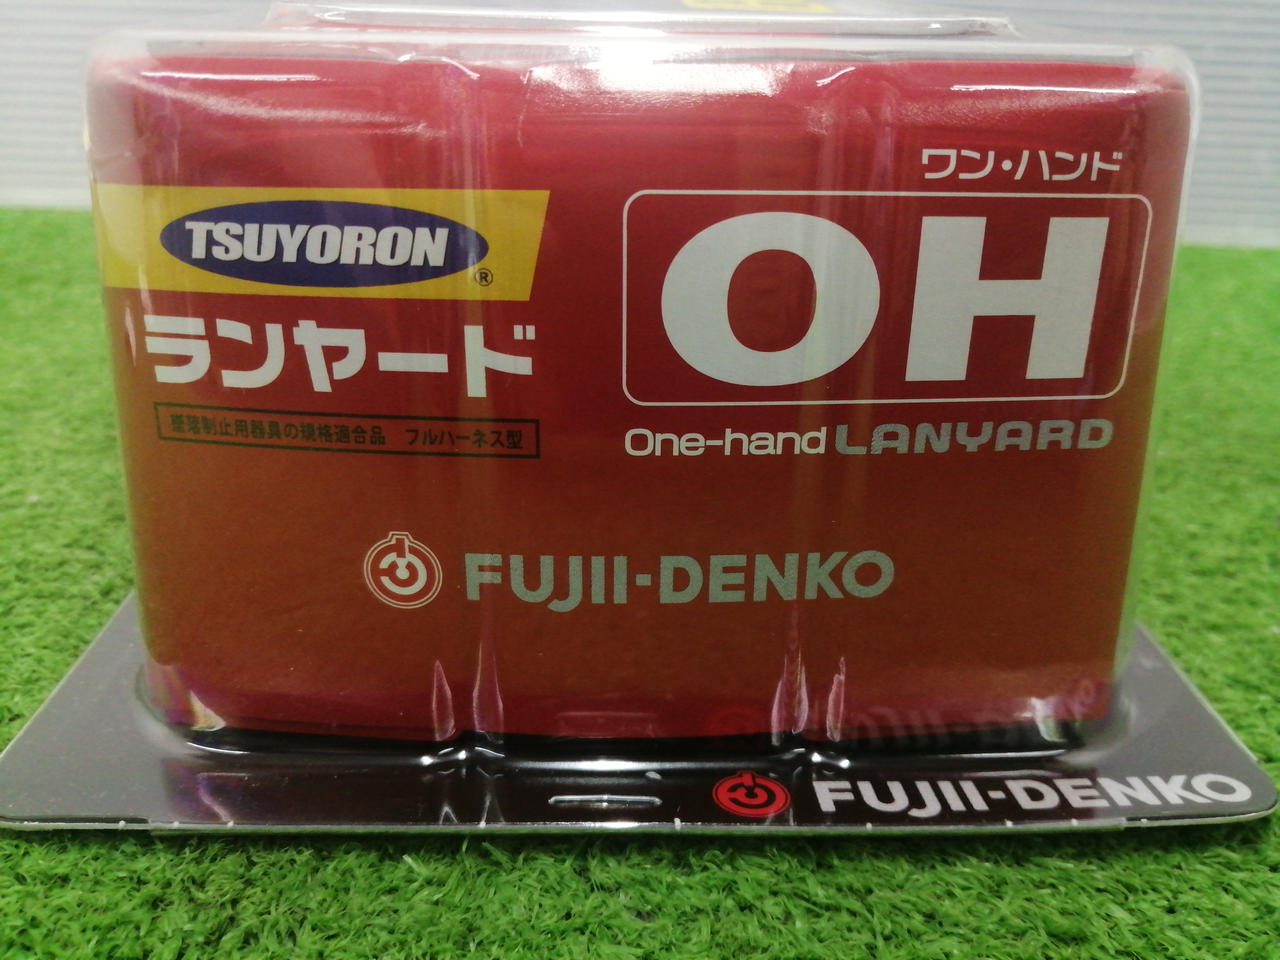 ワン・ハンド
TSUYORON®
OH
ランヤード
墜落制止用器具の規格適合品 フルハーネス型
One-hand LANYARD
FUJII-DENKO
FUJII-DENKO